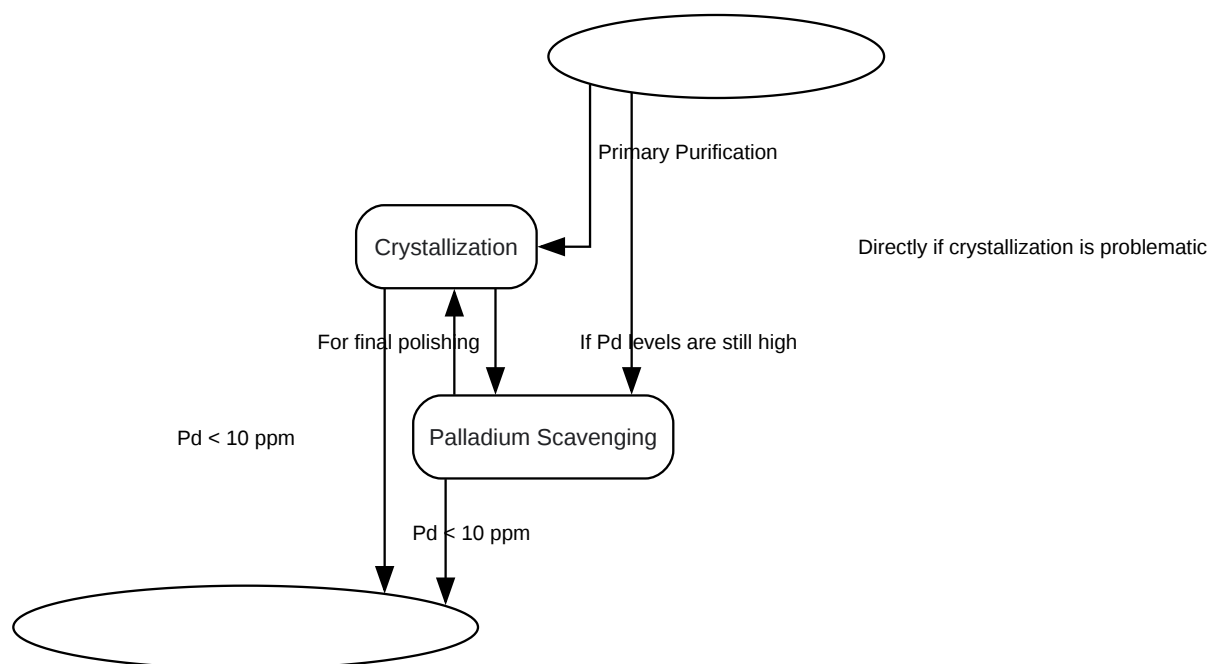 Primary Purification
Crystallization
Directly if crystallization is problematic
For final polishing
If Pd levels are still high
Pd < 10 ppm
Palladium Scavenging
Pd < 10 ppm